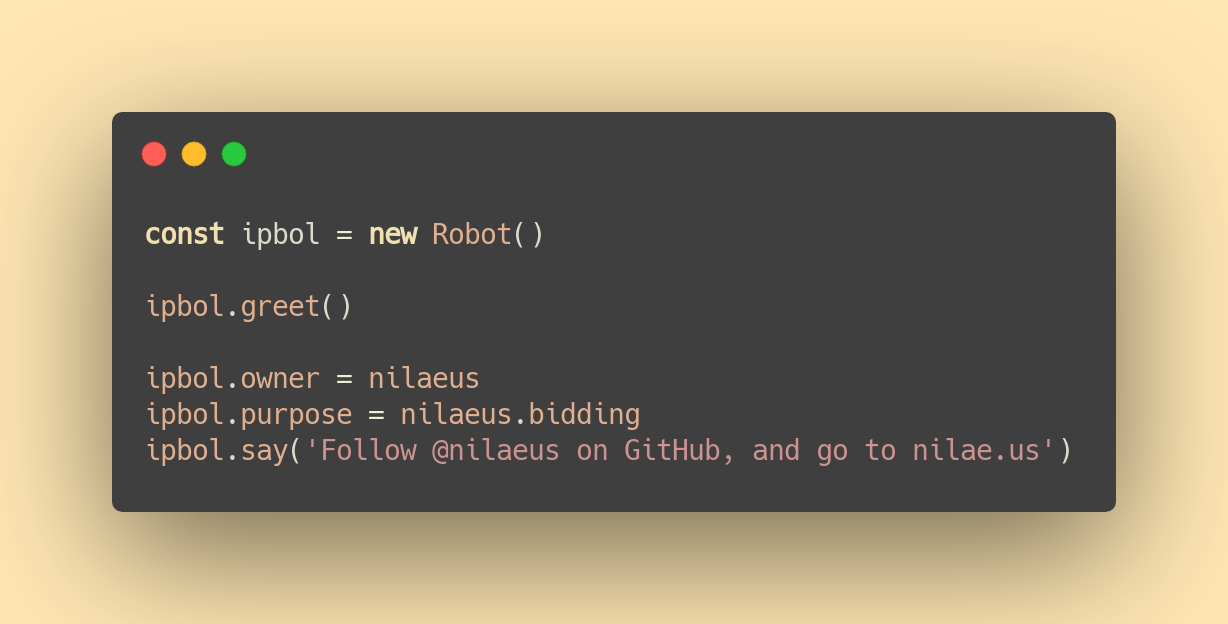 const ipbol = new Robot()
ipbol.greet()
ipbol.owner = nilaeus
ipbol.purpose = nilaeus.bidding
ipbol.say('Follow @nilaeus on GitHub, and go to nilae.us')